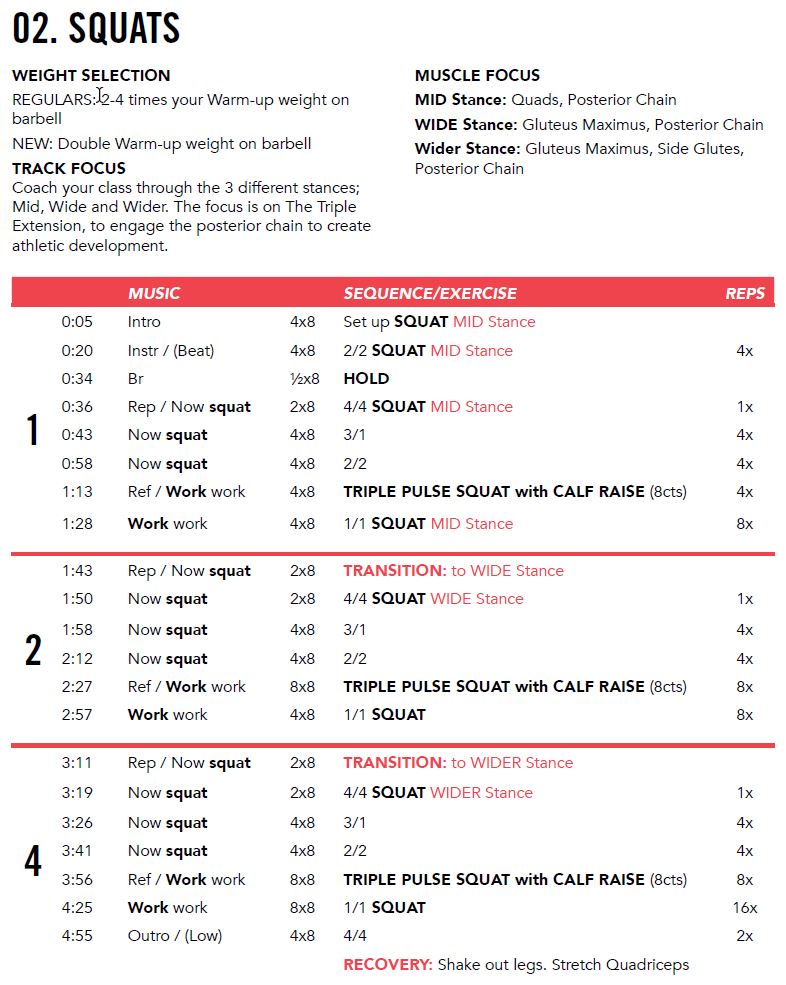 02. SQUATS
WEIGHT SELECTION
REGULARS: 2-4 times your Warm-up weight on
barbell
NEW: Double Warm-up weight on barbell
TRACK FOCUS
Coach your class through the 3 different stances;
Mid, Wide and Wider. The focus is on The Triple
Extension, to engage the posterior chain to create
athletic development.
MUSCLE FOCUS
MID Stance: Quads, Posterior Chain
WIDE Stance: Gluteus Maximus, Posterior Chain
Wider Stance: Gluteus Maximus, Side Glutes,
Posterior Chain
MUSIC SEQUENCE/EXERCISE REPS
1
0:05 Intro 4x8 Set up SQUAT MID Stance
0:20 Instr / (Beat) 4x8 2/2 SQUAT MID Stance 4x
0:34 Br ½x8 HOLD
0:36 Rep / Now squat 2x8 4/4 SQUAT MID Stance 1x
0:43 Now squat 4x8 3/1 4x
0:58 Now squat 4x8 2/2 4x
1:13 Ref / Work work 4x8 TRIPLE PULSE SQUAT with CALF RAISE (8cts) 4x
1:28 Work work 4x8 1/1 SQUAT MID Stance 8x
2
1:43 Rep / Now squat 2x8 TRANSITION: to WIDE Stance
1:50 Now squat 2x8 4/4 SQUAT WIDE Stance 1x
1:58 Now squat 4x8 3/1 4x
2:12 Now squat 4x8 2/2 4x
2:27 Ref / Work work 8x8 TRIPLE PULSE SQUAT with CALF RAISE (8cts) 8x
2:57 Work work 4x8 1/1 SQUAT 8x
4
3:11 Rep / Now squat 2x8 TRANSITION: to WIDER Stance
3:19 Now squat 2x8 4/4 SQUAT WIDER Stance 1x
3:26 Now squat 4x8 3/1 4x
3:41 Now squat 4x8 2/2 4x
3:56 Ref / Work work 8x8 TRIPLE PULSE SQUAT with CALF RAISE (8cts) 8x
4:25 Work work 8x8 1/1 SQUAT 16x
4:55 Outro / (Low) 4x8 4/4 2x
RECOVERY: Shake out legs. Stretch Quadriceps